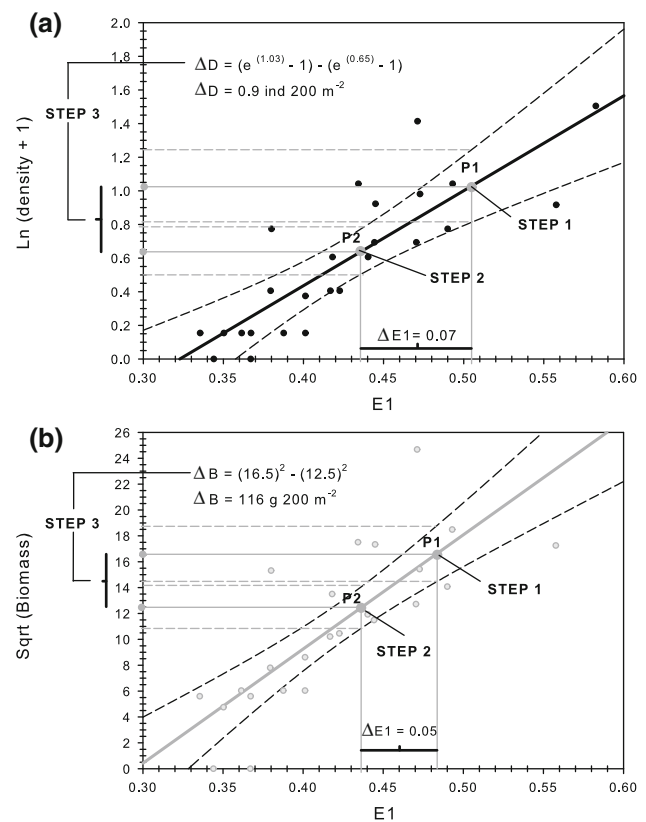 (a)
ΔD = (e (1.03) - 1) - (e (0.65) - 1)
ΔD = 0.9 ind 200 m-2
STEP 3
P1
STEP 1
P2
STEP 2
ΔE1= 0.07
Ln (density + 1)
2.0
1.8
1.6
1.4
1.2
1.0
0.8
0.6
0.4
0.2
0.0
0.30 0.35 0.40 0.45 0.50 0.55 0.60
E1
(b)
ΔB = (16.5)2 - (12.5)2
ΔB = 116 g 200 m-2
STEP 3
P1
STEP 1
P2
STEP 2
ΔE1= 0.05
Sqrt (Biomass)
26
24
22
20
18
16
14
12
10
8
6
4
2
0
0.30 0.35 0.40 0.45 0.50 0.55 0.60
E1